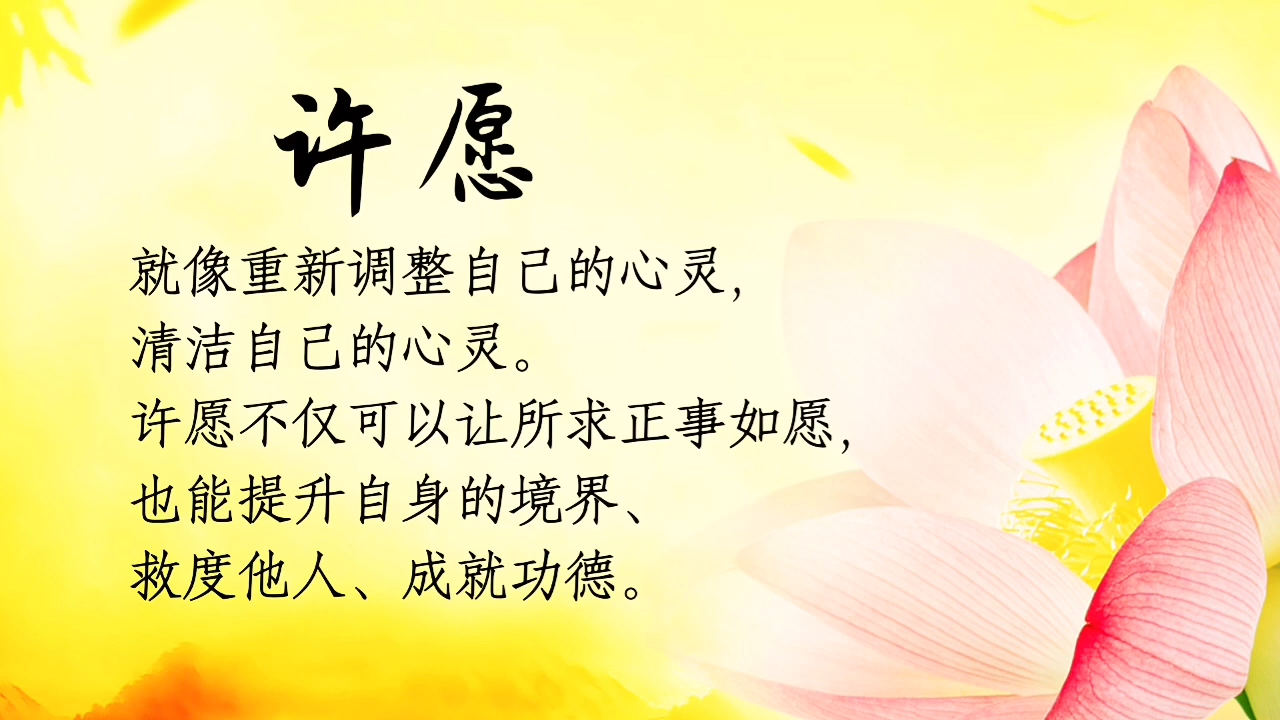 许愿
就像重新调整自己的心灵，
清洁自己的心灵。
许愿不仅可以让所求正事如愿，
也能提升自身的境界、
救度他人、成就功德。